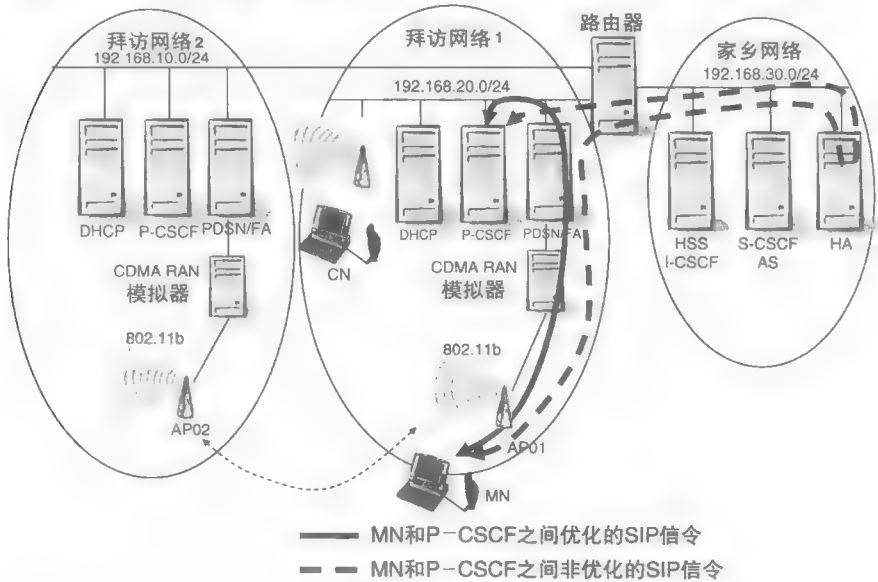 拜访网络2
192 168.10.0/24
DHCP
P-CSCF
PDSN/FA
CDMA RAN
模拟器
802.11b
AP02
拜访网络1
192.168.20.0/24
CN
DHCP
P-CSCF
PDSN/FA
CDMA RAN
模拟器
802.11b
AP01
MN
路由器
家乡网络
192.168.30.0/24
HSS
I-CSCF
S-CSCF
AS
HA
MN和P-CSCF之间优化的SIP信令
MN和P-CSCF之间非优化的SIP信令